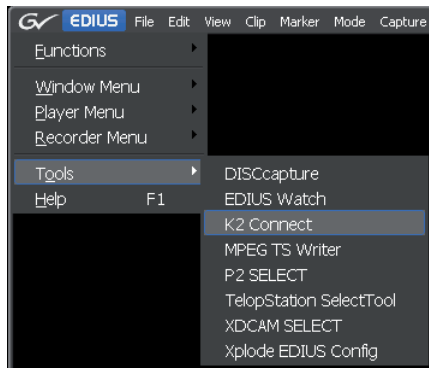 GV EDIUS File Edit View Clip Marker Mode Capture
Functions
Window Menu
Player Menu
Recorder Menu
Tools
Help F1
DISCcapture
EDIUS Watch
K2 Connect
MPEG TS Writer
P2 SELECT
TelopStation SelectTool
XDCAM SELECT
Xplode EDIUS Config